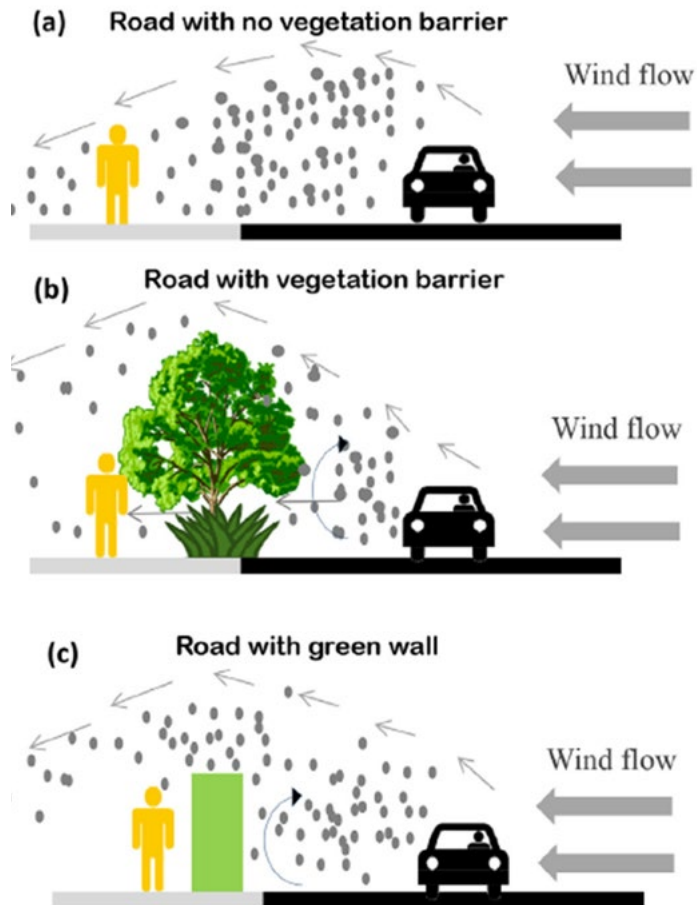 (a) Road with no vegetation barrier
Wind flow
(b) Road with vegetation barrier
Wind flow
(c) Road with green wall
Wind flow